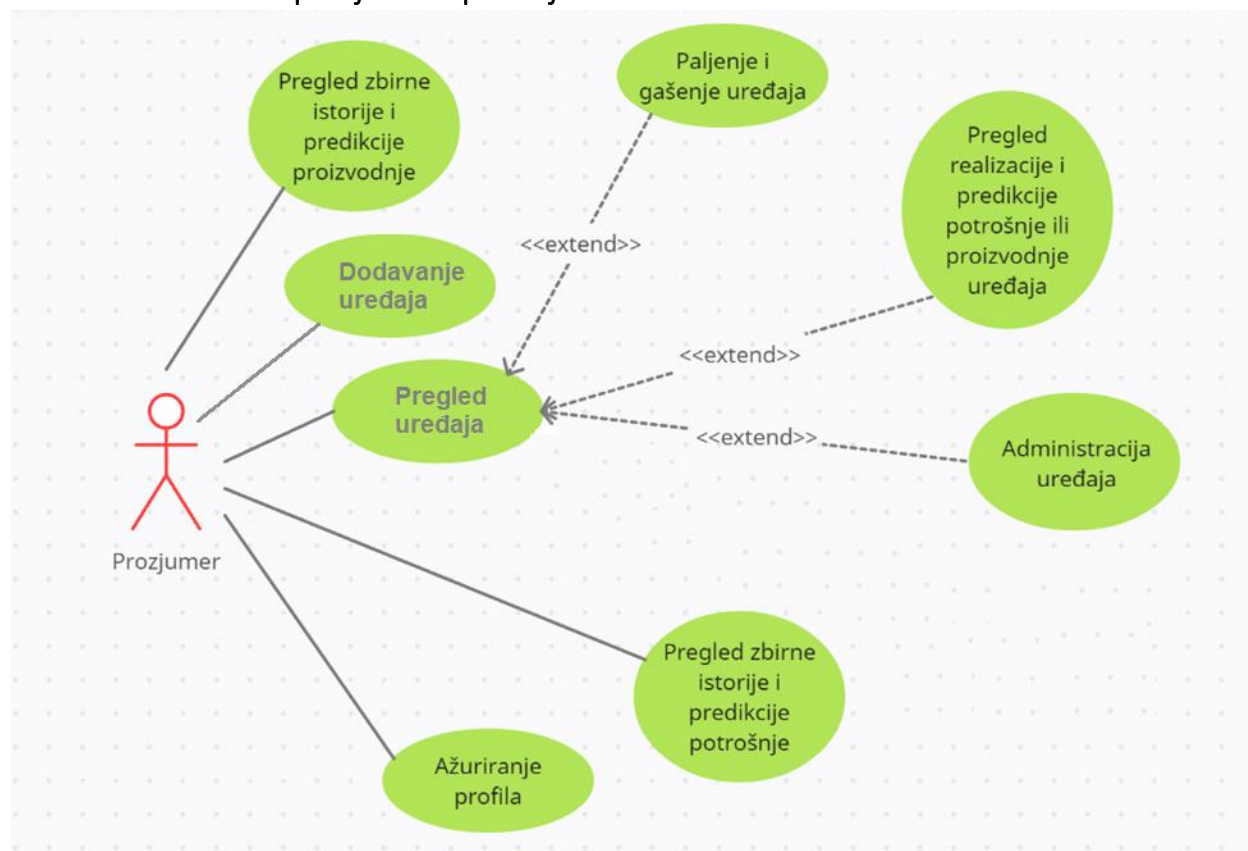 Pregled zbirne
istorije i
predikcije
proizvodnje
Paljenje i
gašenje uređaja
Pregled
realizacije i
predikcije
potrošnje ili
proizvodnje
uređaja
<<extend>>
Dodavanje
uređaja
<<extend>>
Pregled
uređaja
<<extend>>
Administracija
uređaja
Prozjumer
Pregled zbirne
istorije i
predikcije
potrošnje
Ažuriranje
profila